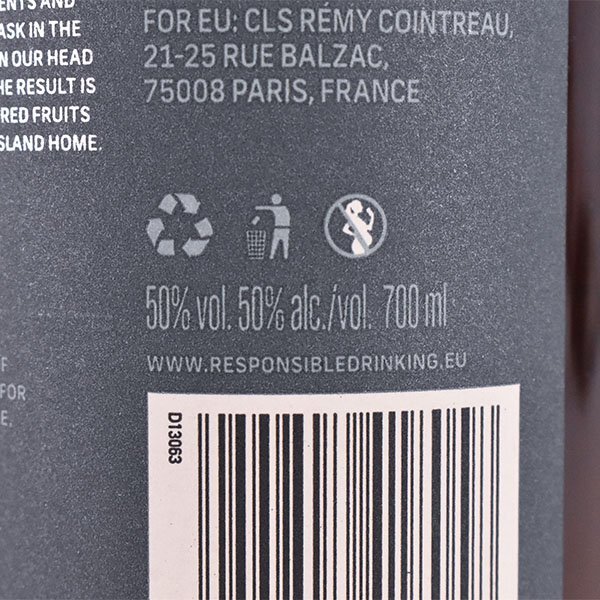 ENTS AND
ASK IN THE
OUR HEAD
HE RESULT IS
RED FRUITS
SLAND HOME.
FOR EU: CLS RÉMY COINTREAU,
21-25 RUE BALZAC,
75008 PARIS, FRANCE
50% vol. 50% alc./vol. 700 ml
WWW.RESPONSIBLEDRINKING.EU
F
FOR
E.
D13063